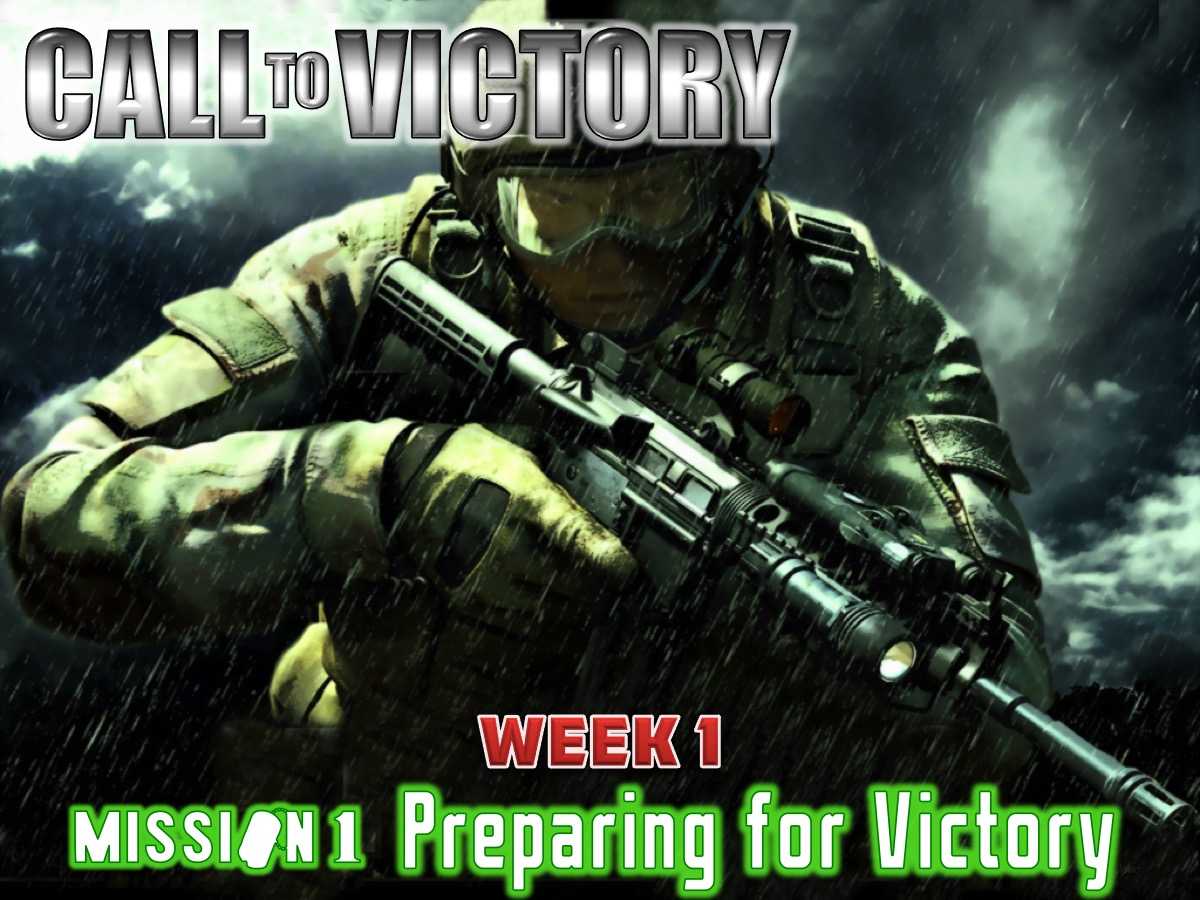 CALL TO VICTORY
WEEK 1
MISSION 1 Preparing for Victory